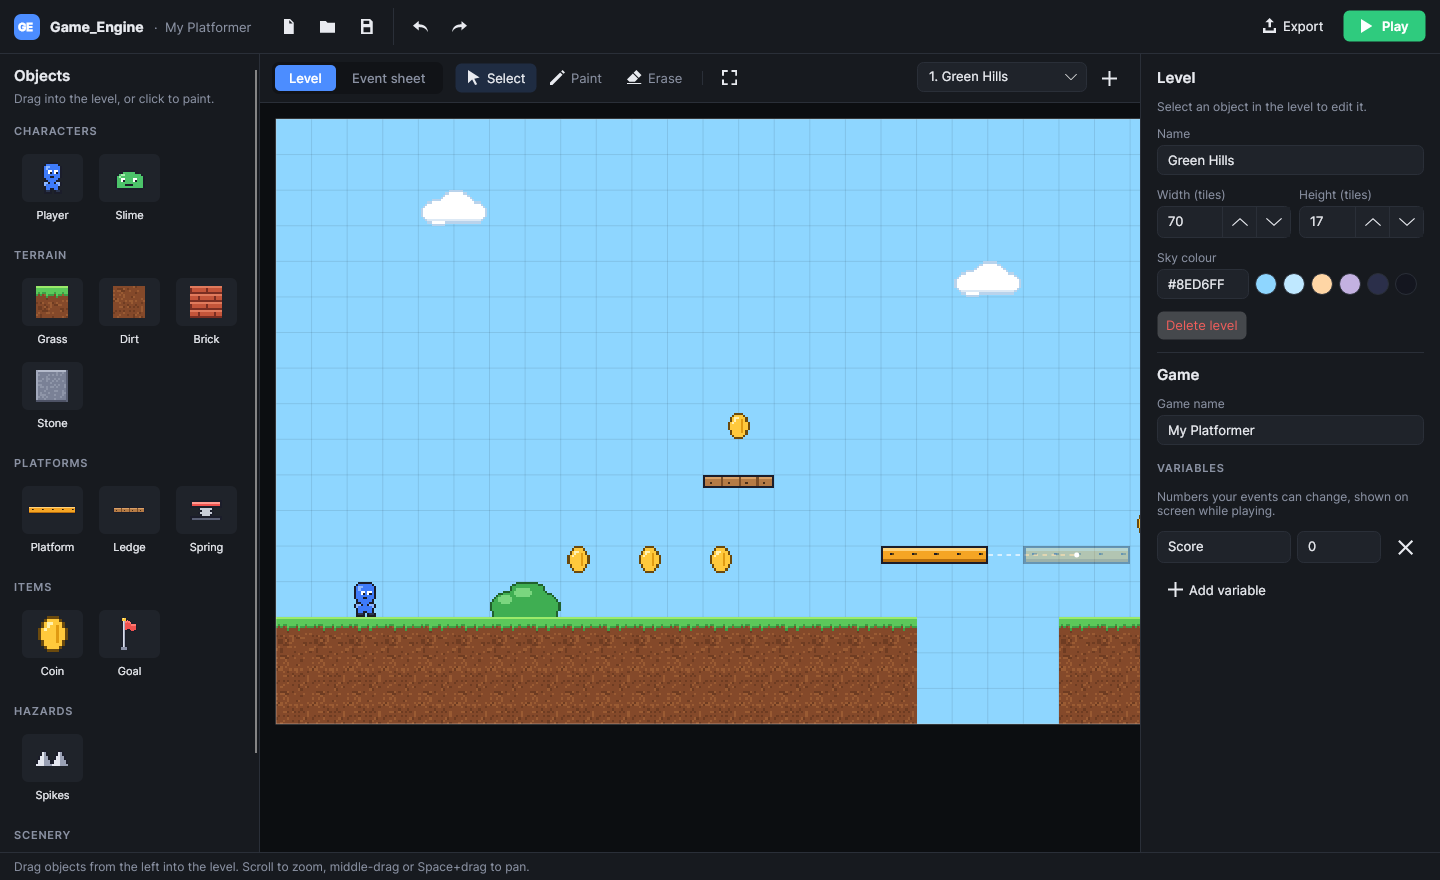 GE Game_Engine · My Platformer
Export
Play
Objects
Drag into the level, or click to paint.
CHARACTERS
Player
Slime
TERRAIN
Grass
Dirt
Brick
Stone
PLATFORMS
Platform
Ledge
Spring
ITEMS
Coin
Goal
HAZARDS
Spikes
SCENERY
Level
Event sheet
Select
Paint
Erase
1. Green Hills
Level
Select an object in the level to edit it.
Name
Green Hills
Width (tiles)
Height (tiles)
70
17
Sky colour
#8ED6FF
Delete level
Game
Game name
My Platformer
VARIABLES
Numbers your events can change, shown on
screen while playing.
Score
0
Add variable
Drag objects from the left into the level. Scroll to zoom, middle-drag or Space+drag to pan.